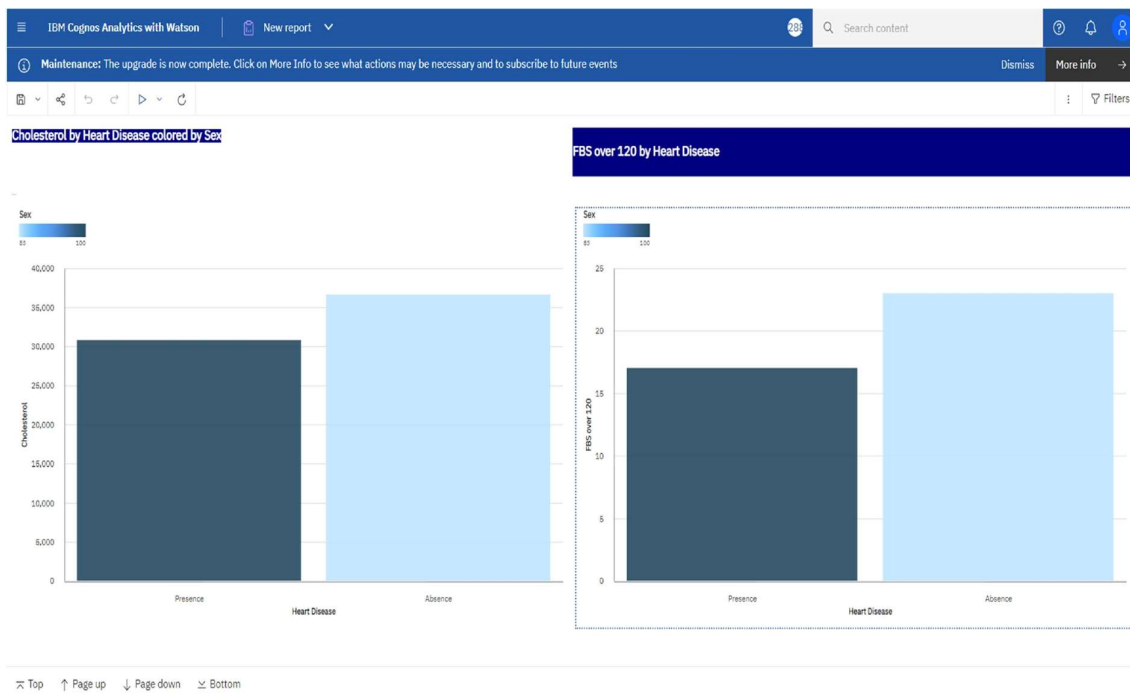 IBM Cognos Analytics with Watson
New report
288
Search content
Maintenance: The upgrade is now complete. Click on More Info to see what actions may be necessary and to subscribe to future events
Dismiss
More info
Filters
Cholesterol by Heart Disease colored by Sex
FBS over 120 by Heart Disease
Sex
83 100
40,000
35,000
30,000
25,000
20,000
15,000
10,000
5,000
0
Cholesterol
Presence Absence
Heart Disease
Sex
83 100
25
20
15
10
5
0
FBS over 120
Presence Absence
Heart Disease
Top Page up Page down Bottom